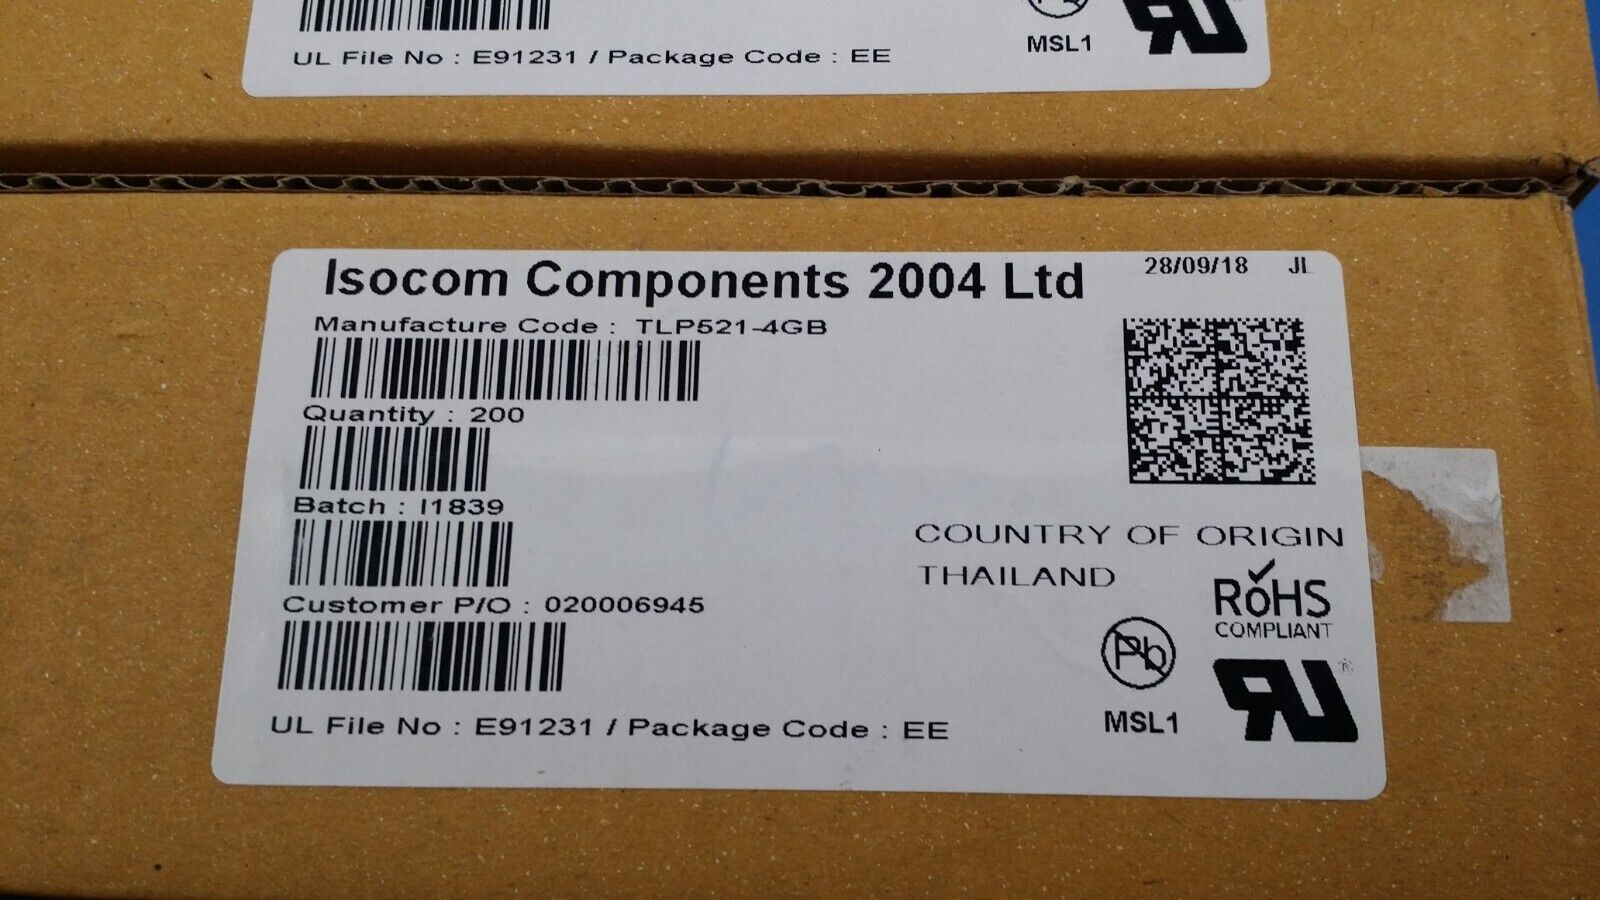 UL File No : E91231 / Package Code : EE
MSL1
Isocom Components 2004 Ltd
28/09/18 JL
Manufacture Code : TLP521-4GB
Quantity : 200
Batch : I1839
COUNTRY OF ORIGIN
THAILAND
Customer P/O : 020006945
RoHS
COMPLIANT
Pb
UL File No : E91231 / Package Code : EE
MSL1
RU
®